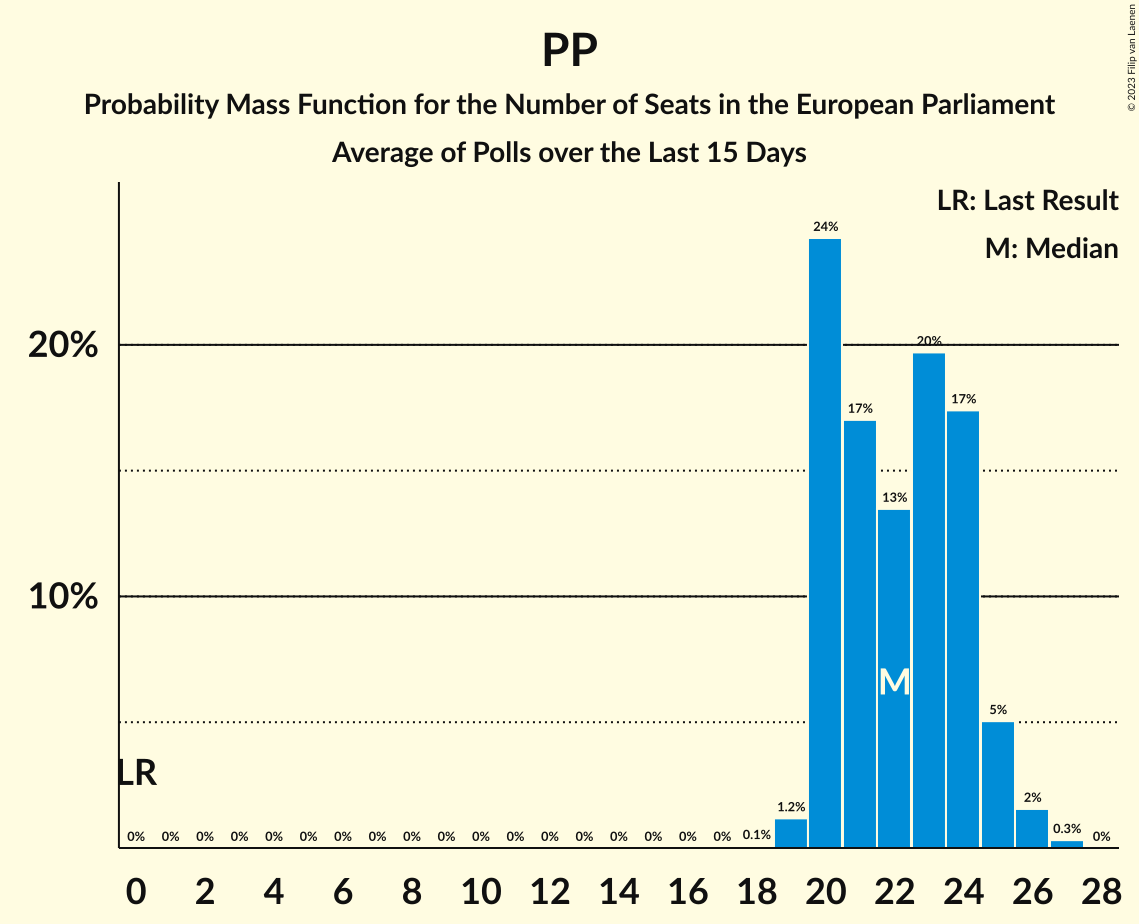 PP
Probability Mass Function for the Number of Seats in the European Parliament
Average of Polls over the Last 15 Days
© 2023 Filip van Laenen
LR: Last Result
M: Median
20%
10%
24%
20%
17%
17%
13%
M
5%
LR
1.2%
2%
0% 0% 0% 0% 0% 0% 0% 0% 0% 0% 0% 0% 0% 0% 0% 0% 0% 0% 0.1% 0.3% 0%
0 2 4 6 8 10 12 14 16 18 20 22 24 26 28